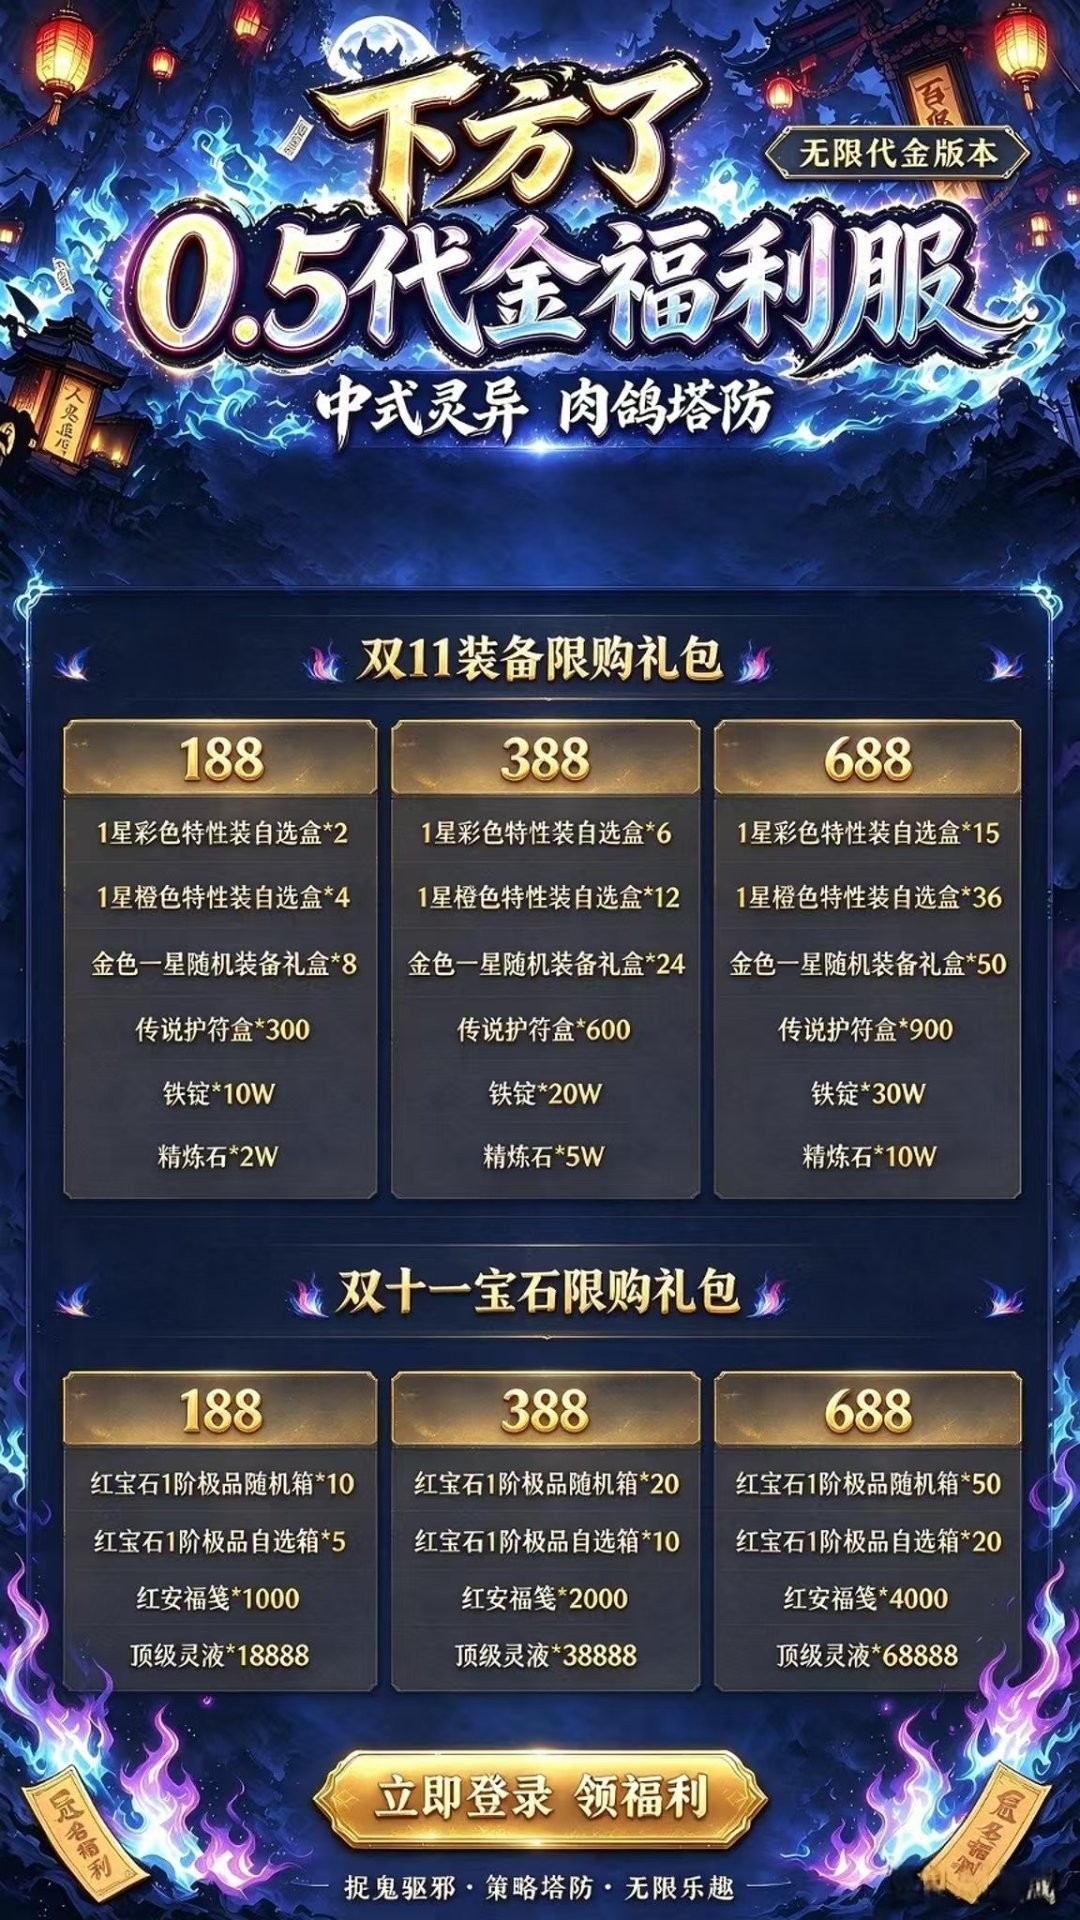 下方了
无限代金版本
0.5代金福利服
中式灵异 肉鸽塔防
双11装备限购礼包
188
1星彩色特性装自选盒*2
1星橙色特性装自选盒*4
金色一星随机装备礼盒*8
传说护符盒*300
铁锭*10W
精炼石*2W
388
1星彩色特性装自选盒*6
1星橙色特性装自选盒*12
金色一星随机装备礼盒*24
传说护符盒*600
铁锭*20W
精炼石*5W
688
1星彩色特性装自选盒*15
1星橙色特性装自选盒*36
金色一星随机装备礼盒*50
传说护符盒*900
铁锭*30W
精炼石*10W
双十一宝石限购礼包
188
红宝石1阶极品随机箱*10
红宝石1阶极品自选箱*5
红安福笺*1000
顶级灵液*18888
388
红宝石1阶极品随机箱*20
红宝石1阶极品自选箱*10
红安福笺*2000
顶级灵液*38888
688
红宝石1阶极品随机箱*50
红宝石1阶极品自选箱*20
红安福笺*4000
顶级灵液*68888
立即登录 领福利
捉鬼驱邪·策略塔防·无限乐趣